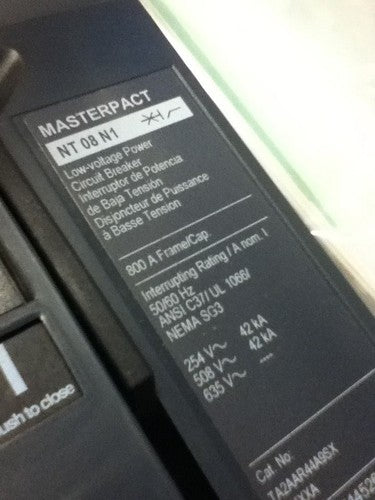 MASTERPACT
NT 08 N1
Low-voltage Power
Circuit Breaker
Interruptor de Potencia
de Baja Tensión
Disjoncteur de Puissance
à Basse Tension
800 A Frame/Cap.
Interrupting Rating / A nom. I
50/60 Hz
ANSI C37/ UL 1066/
NEMA SG3
254 V~ 42 kA
508 V~ 42 kA
635 V~ ----
Cat No:
push to close